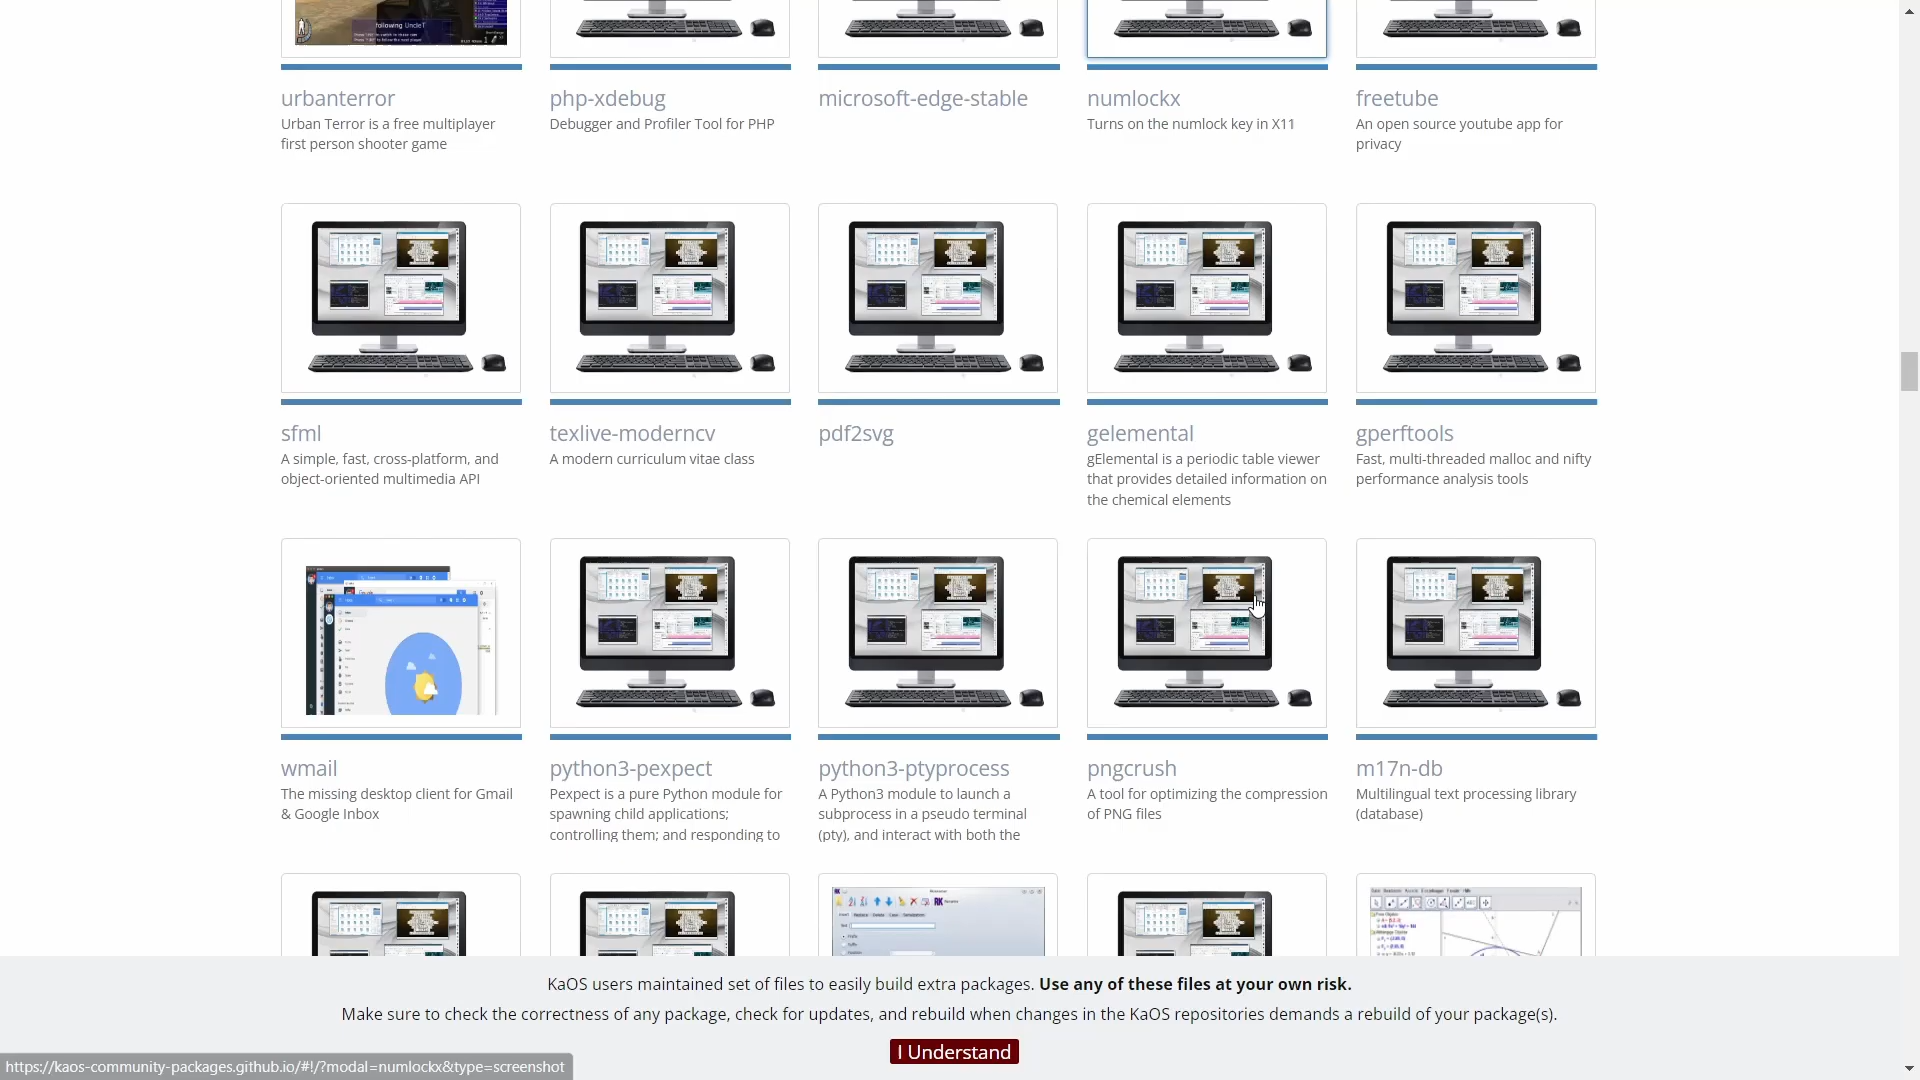 following UncleT
urbanterror
Urban Terror is a free multiplayer
first person shooter game
php-xdebug
Debugger and Profiler Tool for PHP
microsoft-edge-stable
numlockx
Turns on the numlock key in X11
freetube
An open source youtube app for
privacy
sfml
A simple, fast, cross-platform, and
object-oriented multimedia API
texlive-moderncv
A modern curriculum vitae class
pdf2svg
gelemental
gElemental is a periodic table viewer
that provides detailed information on
the chemical elements
gperftools
Fast, multi-threaded malloc and nifty
performance analysis tools
wmail
The missing desktop client for Gmail
& Google Inbox
python3-pexpect
Pexpect is a pure Python module for
spawning child applications;
controlling them; and responding to
python3-ptyprocess
A Python3 module to launch a
subprocess in a pseudo terminal
(pty), and interact with both the
pngcrush
A tool for optimizing the compression
of PNG files
m17n-db
Multilingual text processing library
(database)
KaOS users maintained set of files to easily build extra packages. Use any of these files at your own risk.
Make sure to check the correctness of any package, check for updates, and rebuild when changes in the KaOS repositories demands a rebuild of your package(s).
I Understand
https://kaos-community-packages.github.io/#!/?modal=numlockx&type=screenshot